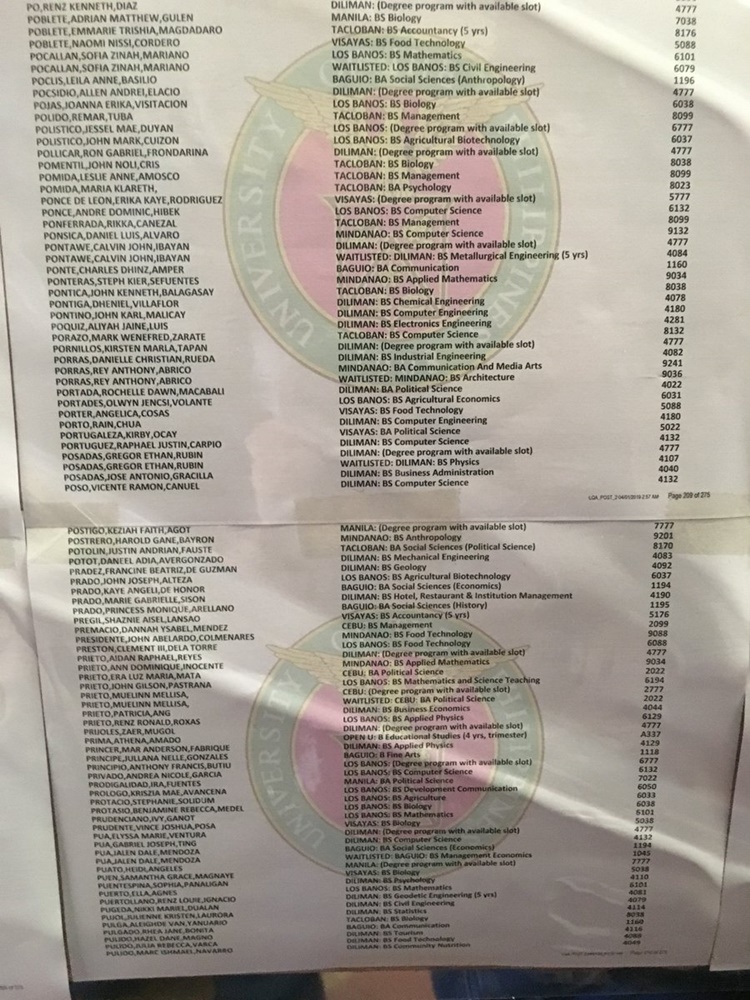 PO,RENZ KENNETH,DIAZ DILIMAN: (Degree program with available slot) 4777
POBLETE,ADRIAN MATTHEW,GULEN MANILA: BS Biology 7038
POBLETE,EMMARIE TRISHIA,MAGDADARO TACLOBAN: BS Accountancy (5 yrs) 8176
POBLETE,NAOMI NISSI,CORDERO VISAYAS: BS Food Technology 5088
POCALLAN,SOFIA ZINAH,MARIANO LOS BANOS: BS Mathematics 6101
POCALLAN,SOFIA ZINAH,MARIANO WAITLISTED: LOS BANOS: BS Civil Engineering 6079
POCLIS,LEILA ANNE,BASILIO BAGUIO: BA Social Sciences (Anthropology) 1196
POCSIDIO,ALLEN ANDREI,ELACIO DILIMAN: (Degree program with available slot) 4777
POJAS,JOANNA ERIKA,VISITACION LOS BANOS: BS Biology 6038
POLIDO,REMAR,TUBA TACLOBAN: BS Management 8099
POLISTICO,JESSEL MAE,DUYAN LOS BANOS: (Degree program with available slot) 6777
POLISTICO,JOHN MARK,CUIZON LOS BANOS: BS Agricultural Biotechnology 6037
POLLICAR,RON GABRIEL,FRONDARINA DILIMAN: (Degree program with available slot) 4777
POMENTIL,JOHN NOLI,CRIS TACLOBAN: BS Biology 8038
POMIDA,LESLIE ANNE,AMOSCO TACLOBAN: BS Management 8099
POMIDA,MARIA KLARETH, TACLOBAN: BA Psychology 8023
PONCE DE LEON,ERIKA KAYE,RODRIGUEZ VISAYAS: (Degree program with available slot) 5777
PONCE,ANDRE DOMINIC,HIBEK LOS BANOS: BS Computer Science 6132
PONFERRADA,RIKKA,CANEZAL TACLOBAN: BS Management 8099
PONSICA,DANIEL LUIS,ALVARO MINDANAO: BS Computer Science 9132
PONTAWE,CALVIN JOHN,IBAYAN DILIMAN: (Degree program with available slot) 4777
PONTAWE,CALVIN JOHN,IBAYAN WAITLISTED: DILIMAN: BS Metallurgical Engineering (5 yrs) 4084
PONTE,CHARLES DHINZ,AMPER BAGUIO: BA Communication 1160
PONTERAS,STEPH KIER,SEFUENTES MINDANAO: BS Applied Mathematics 9034
PONTICA,JOHN KENNETH,BALAGASAY TACLOBAN: BS Biology 8038
PONTIGA,DHENIEL,VILLAFLOR DILIMAN: BS Chemical Engineering 4078
PONTINO,JOHN KARL,MALICAY DILIMAN: BS Computer Engineering 4180
POQUIZ,ALIYAH JAINE,LUIS DILIMAN: BS Electronics Engineering 4281
PORAZO,MARK WENEFRED,ZARATE TACLOBAN: BS Computer Science 8132
PORNILLOS,KIRSTEN MARLA,TAPAN DILIMAN: (Degree program with available slot) 4777
PORRAS,DANIELLE CHRISTIAN,RUEDA DILIMAN: BS Industrial Engineering 4082
PORRAS,REY ANTHONY,ABRICO MINDANAO: BA Communication And Media Arts 9241
PORRAS,REY ANTHONY,ABRICO WAITLISTED: MINDANAO: BS Architecture 9036
PORTADA,ROCHELLE DAWN,MACABALI DILIMAN: BA Political Science 4022
PORTADES,OLWYN JENCSI,VOLANTE LOS BANOS: BS Agricultural Economics 6031
PORTER,ANGELICA,COSAS VISAYAS: BS Food Technology 5088
PORTO,RAIN,CHUA DILIMAN: BS Computer Engineering 4180
PORTUGALEZA,KIRBY,OCAY VISAYAS: BA Political Science 5022
PORTUGUEZ,RAPHAEL JUSTIN,CARPIO DILIMAN: BS Computer Science 4132
POSADAS,GREGOR ETHAN,RUBIN DILIMAN: (Degree program with available slot) 4777
POSADAS,GREGOR ETHAN,RUBIN WAITLISTED: DILIMAN: BS Physics 4107
POSADAS,JOSE ANTONIO,GRACILLA DILIMAN: BS Business Administration 4040
POSO,VICENTE RAMON,CANUEL DILIMAN: BS Computer Science 4132
Page 209 of 275
POSTIGO,KEZIAH FAITH,AGOT MANILA: (Degree program with available slot) 7777
POSTRERO,HAROLD GANE,BAYRON MINDANAO: BS Anthropology 9201
POTOLIN,JUSTIN ANDRIAN,FAUSTE TACLOBAN: BA Social Sciences (Political Science) 8170
POTOT,DANEEL ADIA,AVERGONZADO DILIMAN: BS Mechanical Engineering 4083
PRADEZ,FRANCINE BEATRIZ,DE GUZMAN DILIMAN: BS Geology 4092
PRADO,JOHN JOSEPH,ALTEZA LOS BANOS: BS Agricultural Biotechnology 6037
PRADO,KAYE ANGELI,DE HONOR BAGUIO: BA Social Sciences (Economics) 1194
PRADO,MARIE GABRIELLE,SISON DILIMAN: BS Hotel, Restaurant & Institution Management 4190
PRADO,PRINCESS MONIQUE,ARELLANO BAGUIO: BA Social Sciences (History) 1195
PREGIL,SHAZNIE AISEL,LANSAO VISAYAS: BS Accountancy (5 yrs) 5176
PREMACIO,DANNAH YSABEL,MENDEZ CEBU: BS Management 2099
PRESIDENTE,JOHN ABELARDO,COLMENARES MINDANAO: BS Food Technology 9088
PRESTON,CLEMENT III,DELA TORRE LOS BANOS: BS Food Technology 6088
PRIETO,AIDAN RAPHAEL,REYES DILIMAN: (Degree program with available slot) 4777
PRIETO,ANN DOMINIQUE,INOCENTE MINDANAO: BS Applied Mathematics 9034
PRIETO,ERA LUZ MARIA,MATA CEBU: BA Political Science 2022
PRIETO,JOHN GILSON,PASTRANA LOS BANOS: BS Mathematics and Science Teaching 6194
PRIETO,MUELINN MELLISA, CEBU: (Degree program with available slot) 2777
PRIETO,MUELINN MELLISA, WAITLISTED: CEBU: BA Political Science 2022
PRIETO,PATRICIA,ANG DILIMAN: BS Business Economics 4044
PRIETO,RENZ RONALD,ROXAS LOS BANOS: BS Applied Physics 6129
PRIJOLES,ZAER,MUGOL DILIMAN: (Degree program with available slot) 4777
PRIMA,ATHENA,AMADO OPEN U: B Educational Studies (4 yrs, trimester) A337
PRINCER,MAR ANDERSON,FABRIQUE DILIMAN: BS Applied Physics 4129
PRINCIPE,JULIANA NELLE,GONZALES BAGUIO: B Fine Arts 1118
PRINCIPIO,ANTHONY FRANCIS,BUTIU LOS BANOS: (Degree program with available slot) 6777
PRIVADO,ANDREA NICOLE,GARCIA LOS BANOS: BS Computer Science 6132
PRODIGALIDAD,IRA,FUENTES MANILA: BA Political Science 7022
PROLOGO,KRISZIA MAE,AVANCENA LOS BANOS: BS Development Communication 6050
PROTACIO,STEPHANIE,SOLIDUM LOS BANOS: BS Agriculture 6033
PROTASIO,BENJAMINE REBECCA,MEDEL LOS BANOS: BS Biology 6038
PRUDENCIANO,IVY,GANOT LOS BANOS: BS Mathematics 6101
PRUDENTE,VINCE JOSHUA,POSA VISAYAS: BS Biology 5038
PUA,ELYSSA MARIE,VENTURA DILIMAN: (Degree program with available slot) 4777
PUA,GABRIEL JOSEPH,TING DILIMAN: BS Computer Science 4132
PUA,JALEN DALE,MENDOZA BAGUIO: BA Social Sciences (Economics) 1194
PUA,JALEN DALE,MENDOZA WAITLISTED: BAGUIO: BS Management Economics 1045
PUATO,HEIDI,ANGELES MANILA: (Degree program with available slot) 7777
PUEN,SAMANTHA GRACE,MAGNAYE VISAYAS: BS Biology 5038
PUENTESPINA,SOPHIA,PANALIGAN DILIMAN: BS Psychology 4110
PUERTO,ELLA,AGNES LOS BANOS: BS Mathematics 6101
PUERTOLLANO,RENZ LOUIE,IGNACIO DILIMAN: BS Geodetic Engineering (5 yrs) 4081
PUGEDA,NIKKI MARIEL,DUALAN DILIMAN: BS Civil Engineering 4079
PUJOL,JULIENNE KRISTEN,LAURORA DILIMAN: BS Statistics 4114
PULGA,ALEIGHDE VAN,YANUARIO TACLOBAN: BS Biology 8038
PULGADO,RHEA JANE,BONITA BAGUIO: BA Communication 1160
PULIDO,HAZEL DANE,MAGNO DILIMAN: BS Tourism 4116
PULIDO,JULIA REBECCA,VARCA DILIMAN: BS Food Technology 4088
PULIDO,MARC ISHMAEL,NAVARRO DILIMAN: BS Community Nutrition 4049
UNIVERSITY